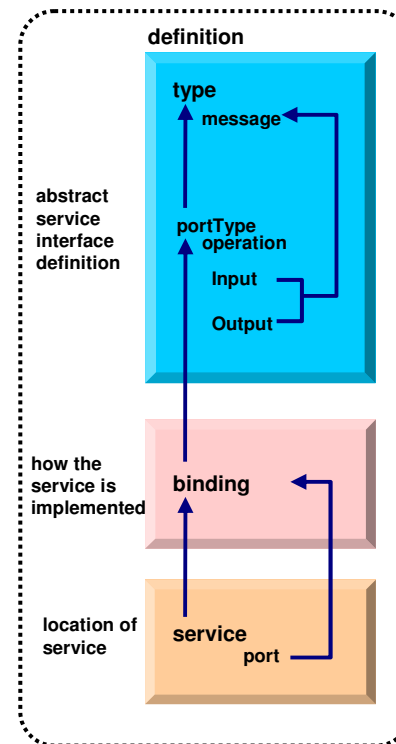 definition
type
message
abstract
service
interface
definition
portType
operation
Input
Output
how the
service is
implemented
binding
location of
service
service
port